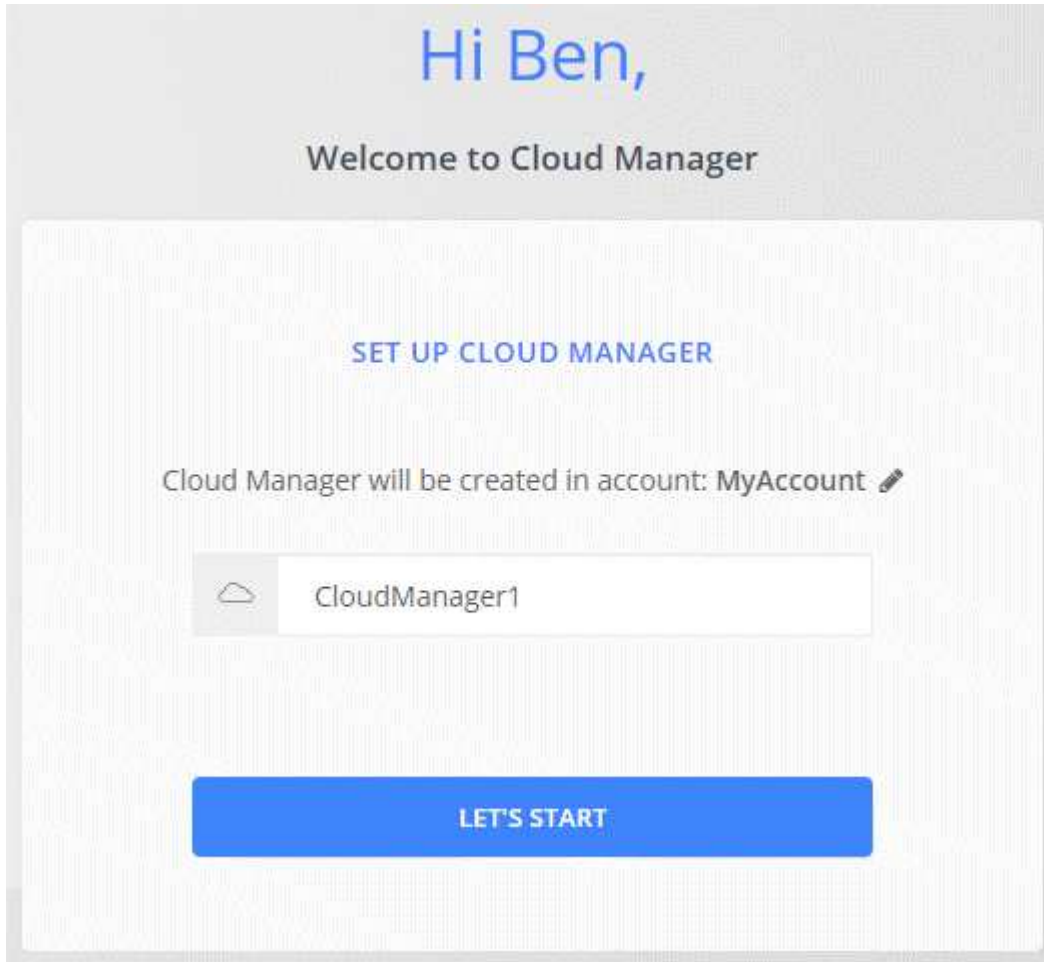 Hi Ben,
Welcome to Cloud Manager
SET UP CLOUD MANAGER
Cloud Manager will be created in account: MyAccount
CloudManager1
LET'S START